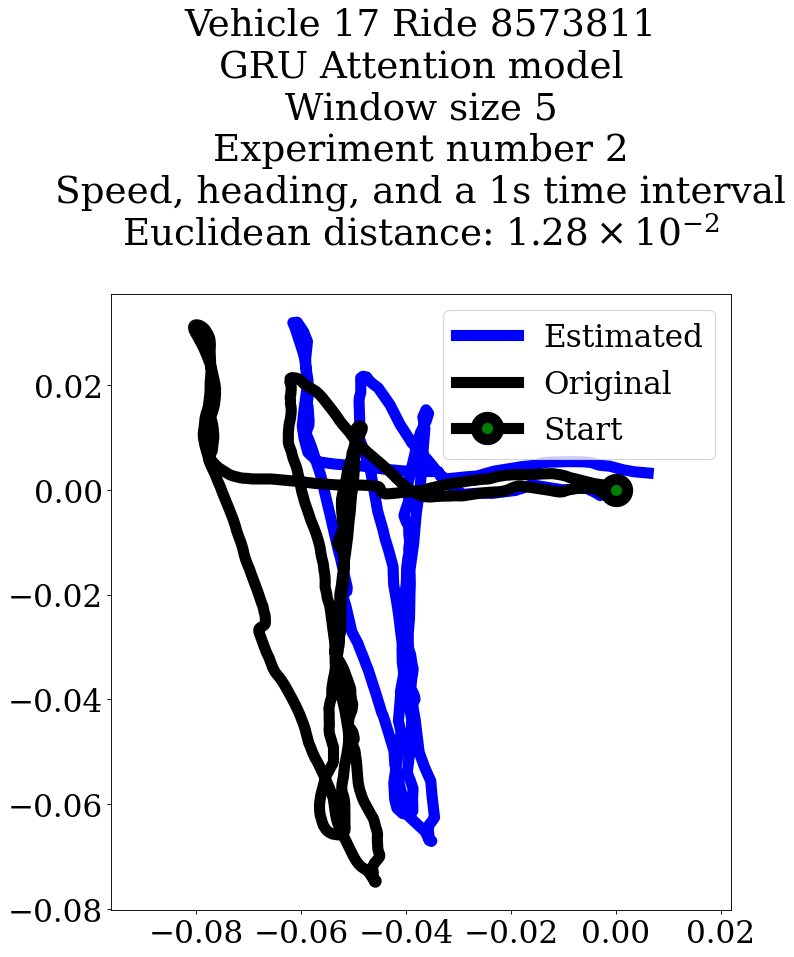 Vehicle 17 Ride 8573811
GRU Attention model
Window size 5
Experiment number 2
Speed, heading, and a 1s time interval
Euclidean distance: 1.28 × 10⁻²
Estimated
Original
Start
0.02
0.00
−0.02
−0.04
−0.06
−0.08
−0.08 −0.06 −0.04 −0.02 0.00 0.02